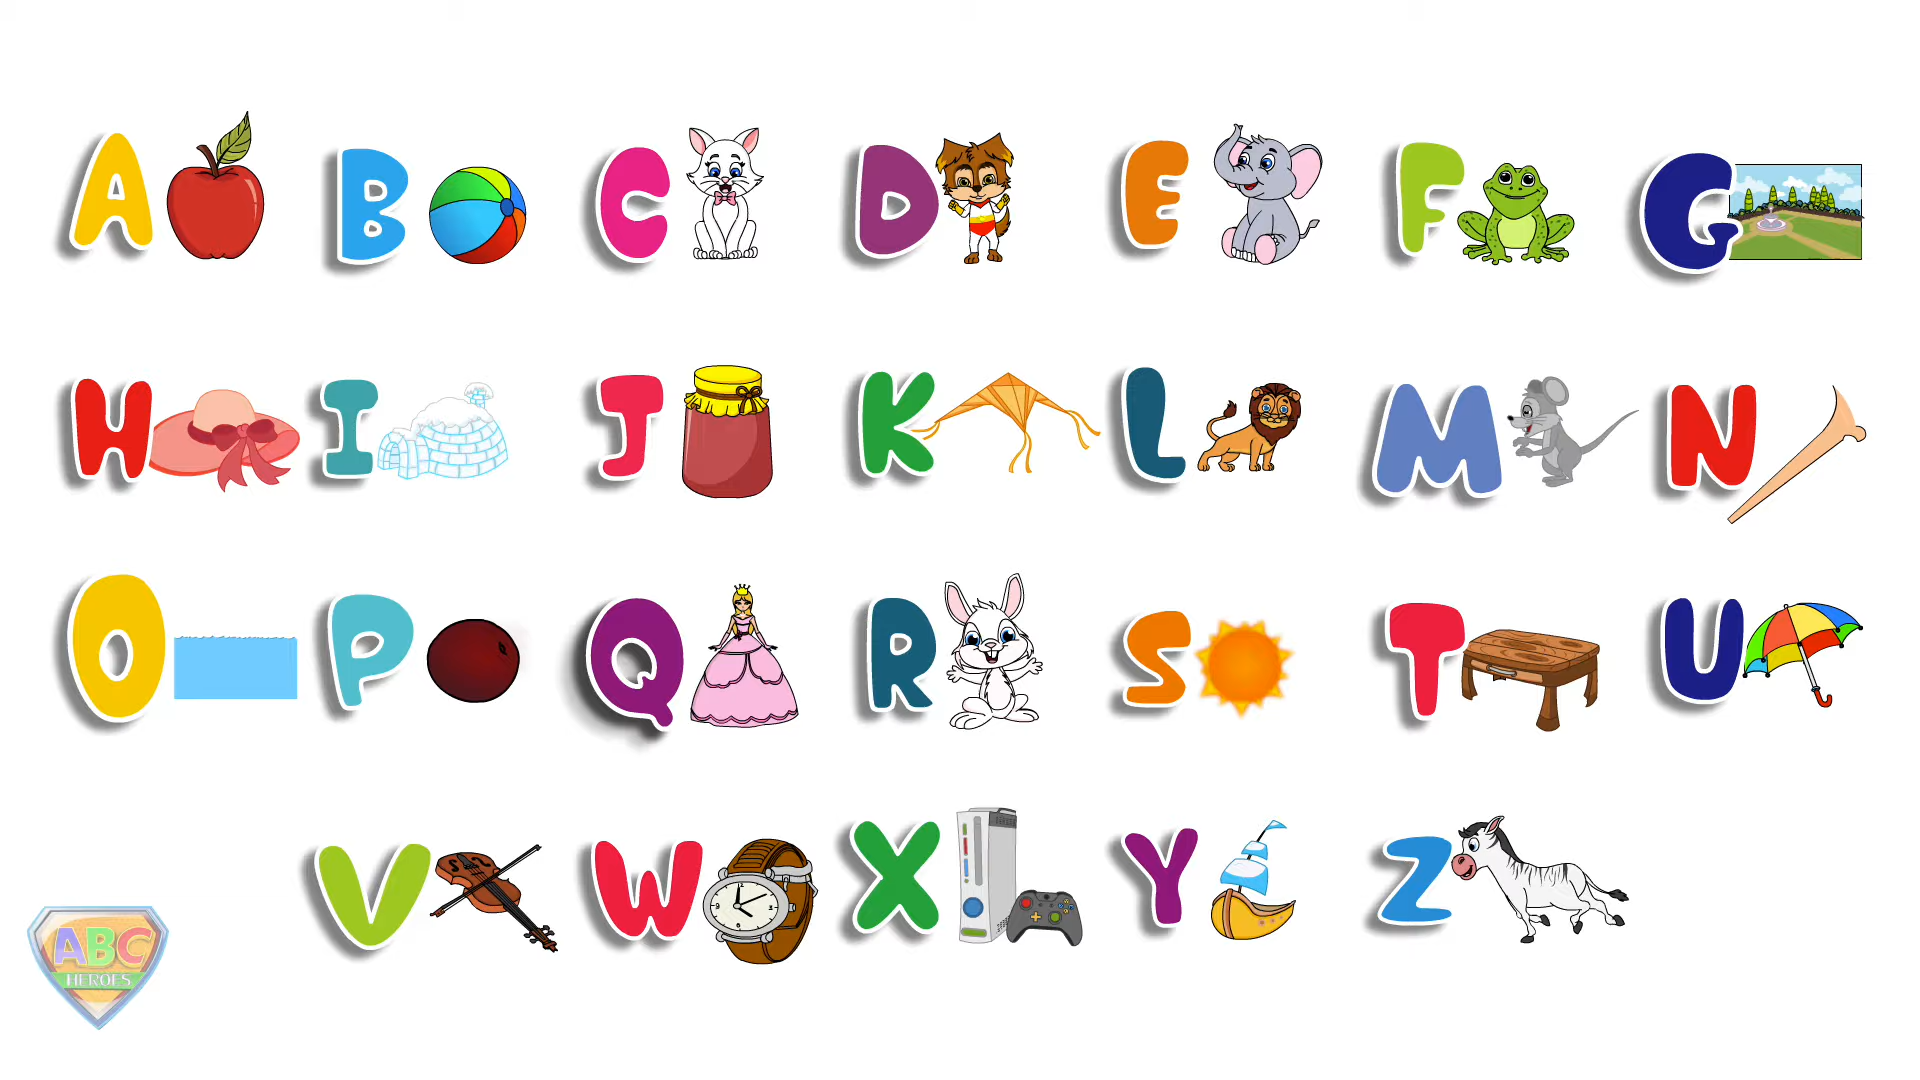 A B C D E F G
H I J K L M N
O P Q R S T U
V W X Y Z
ABC
HEROES